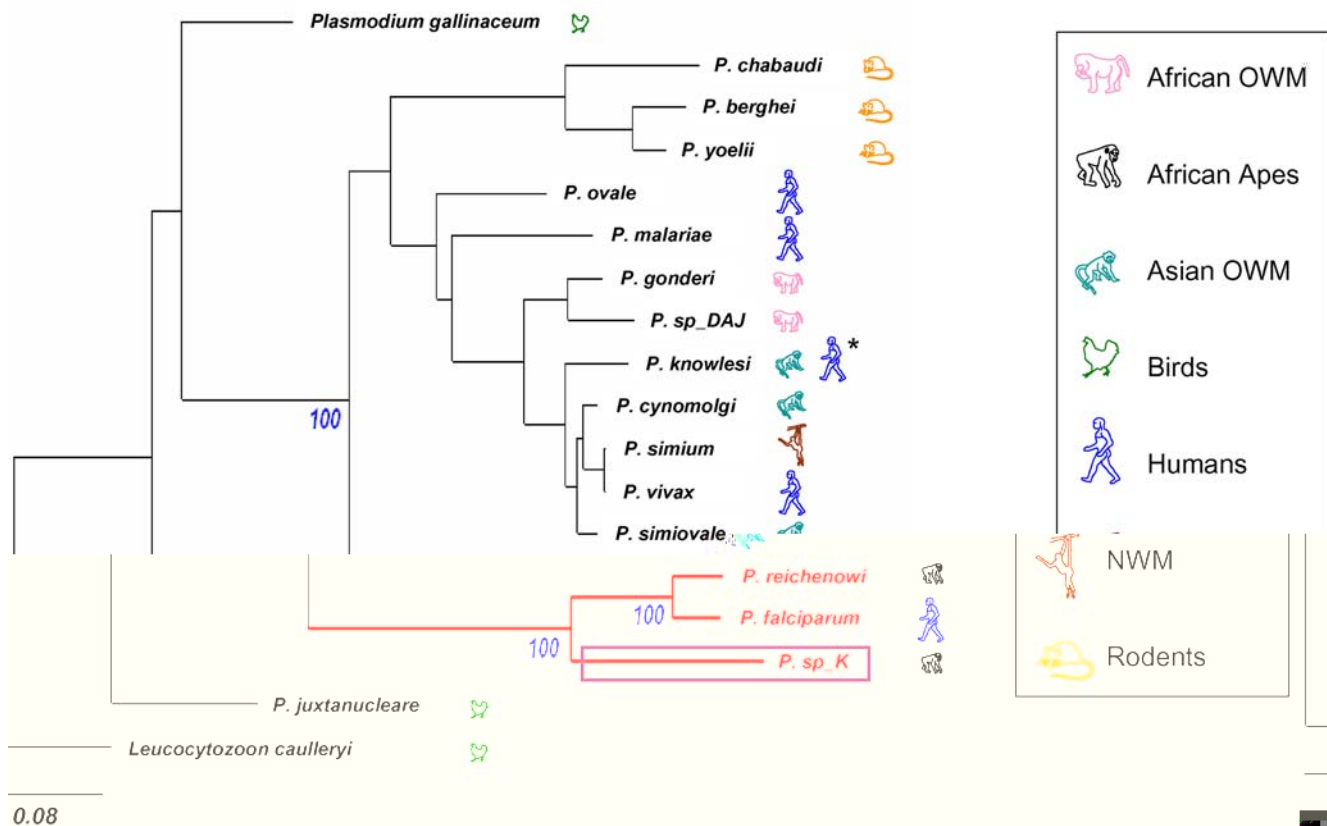 Plasmodium gallinaceum
P. chabaudi
P. berghei
P. yoelii
P. ovale
P. malariae
P. gonderi
P. sp_DAJ
P. knowlesi
*
P. cynomolgi
100
P. simium
P. vivax
P. simiovale
P. reichenowi
100
P. falciparum
100
P. sp_K
P. juxtanucleare
Leucocytozoon caulleryi
0.08
African OWM
African Apes
Asian OWM
Birds
Humans
NWM
Rodents